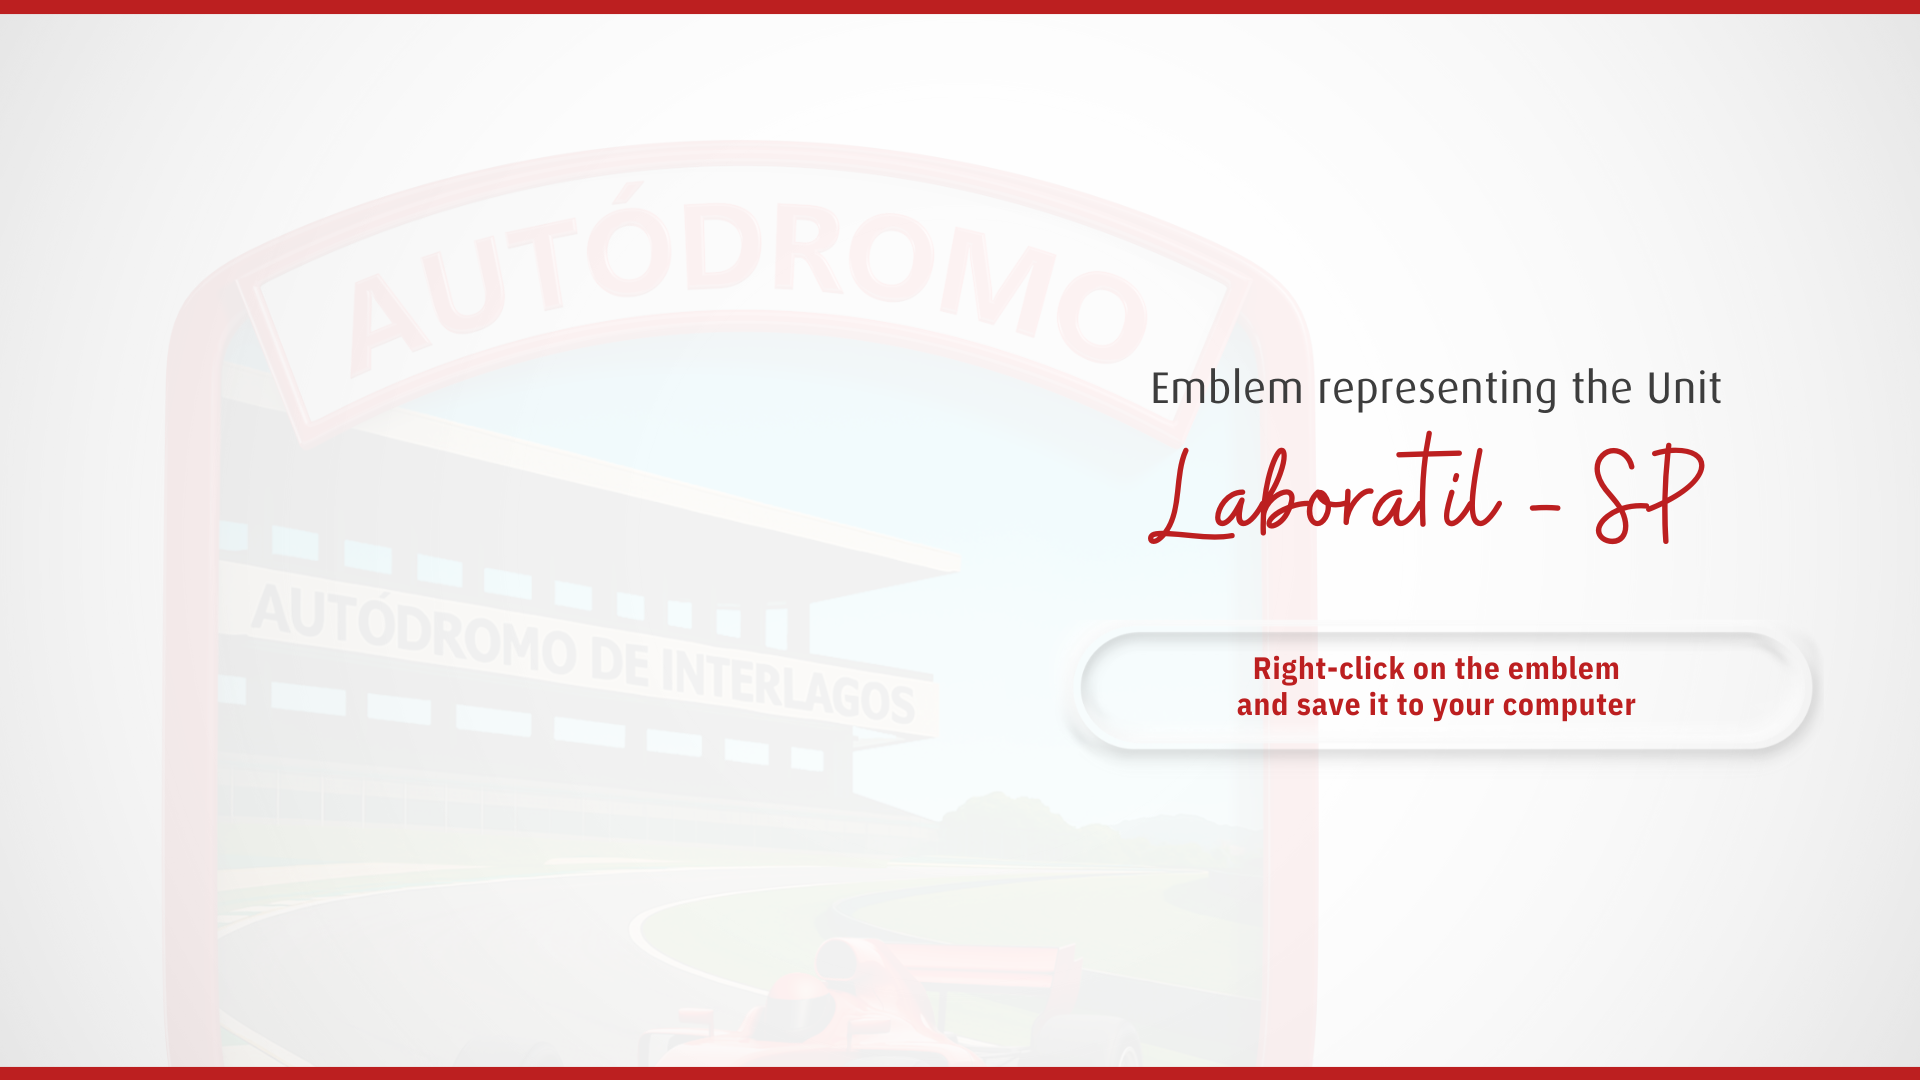 AUTÓDROMO
AUTÓDROMO DE INTERLAGOS
Emblem representing the Unit
Laboratil - SP
Right-click on the emblem
and save it to your computer